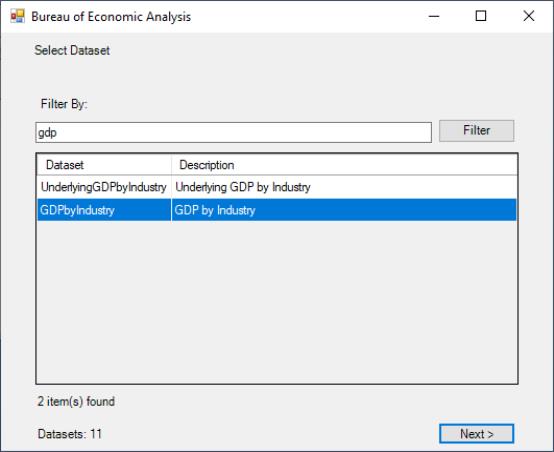 Bureau of Economic Analysis
Select Dataset
Filter By:
gdp Filter
Dataset Description
UnderlyingGDPbyIndustry Underlying GDP by Industry
GDPbyIndustry GDP by Industry
2 item(s) found
Datasets: 11 Next >